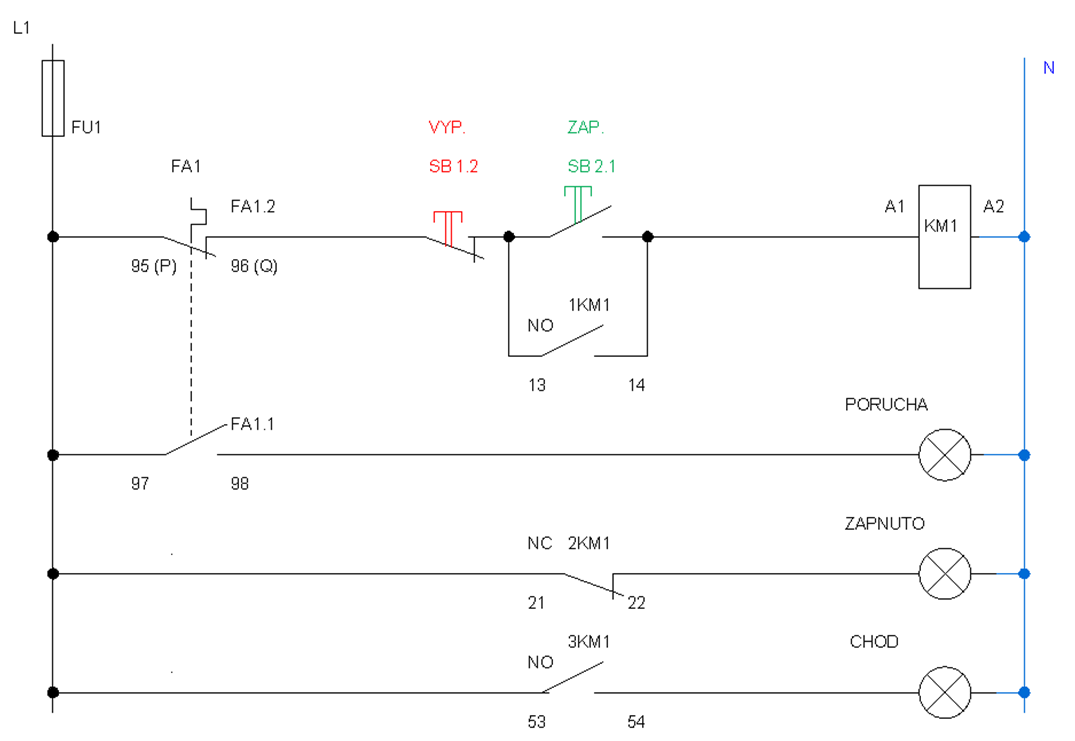 L1
N
FU1
VYP.
ZAP.
FA1
SB 1.2
SB 2.1
FA1.2
A1
KM1
A2
95 (P)
96 (Q)
1KM1
NO
13
14
PORUCHA
FA1.1
97
98
ZAPNUTO
NC 2KM1
21
22
3KM1
CHOD
NO
53
54